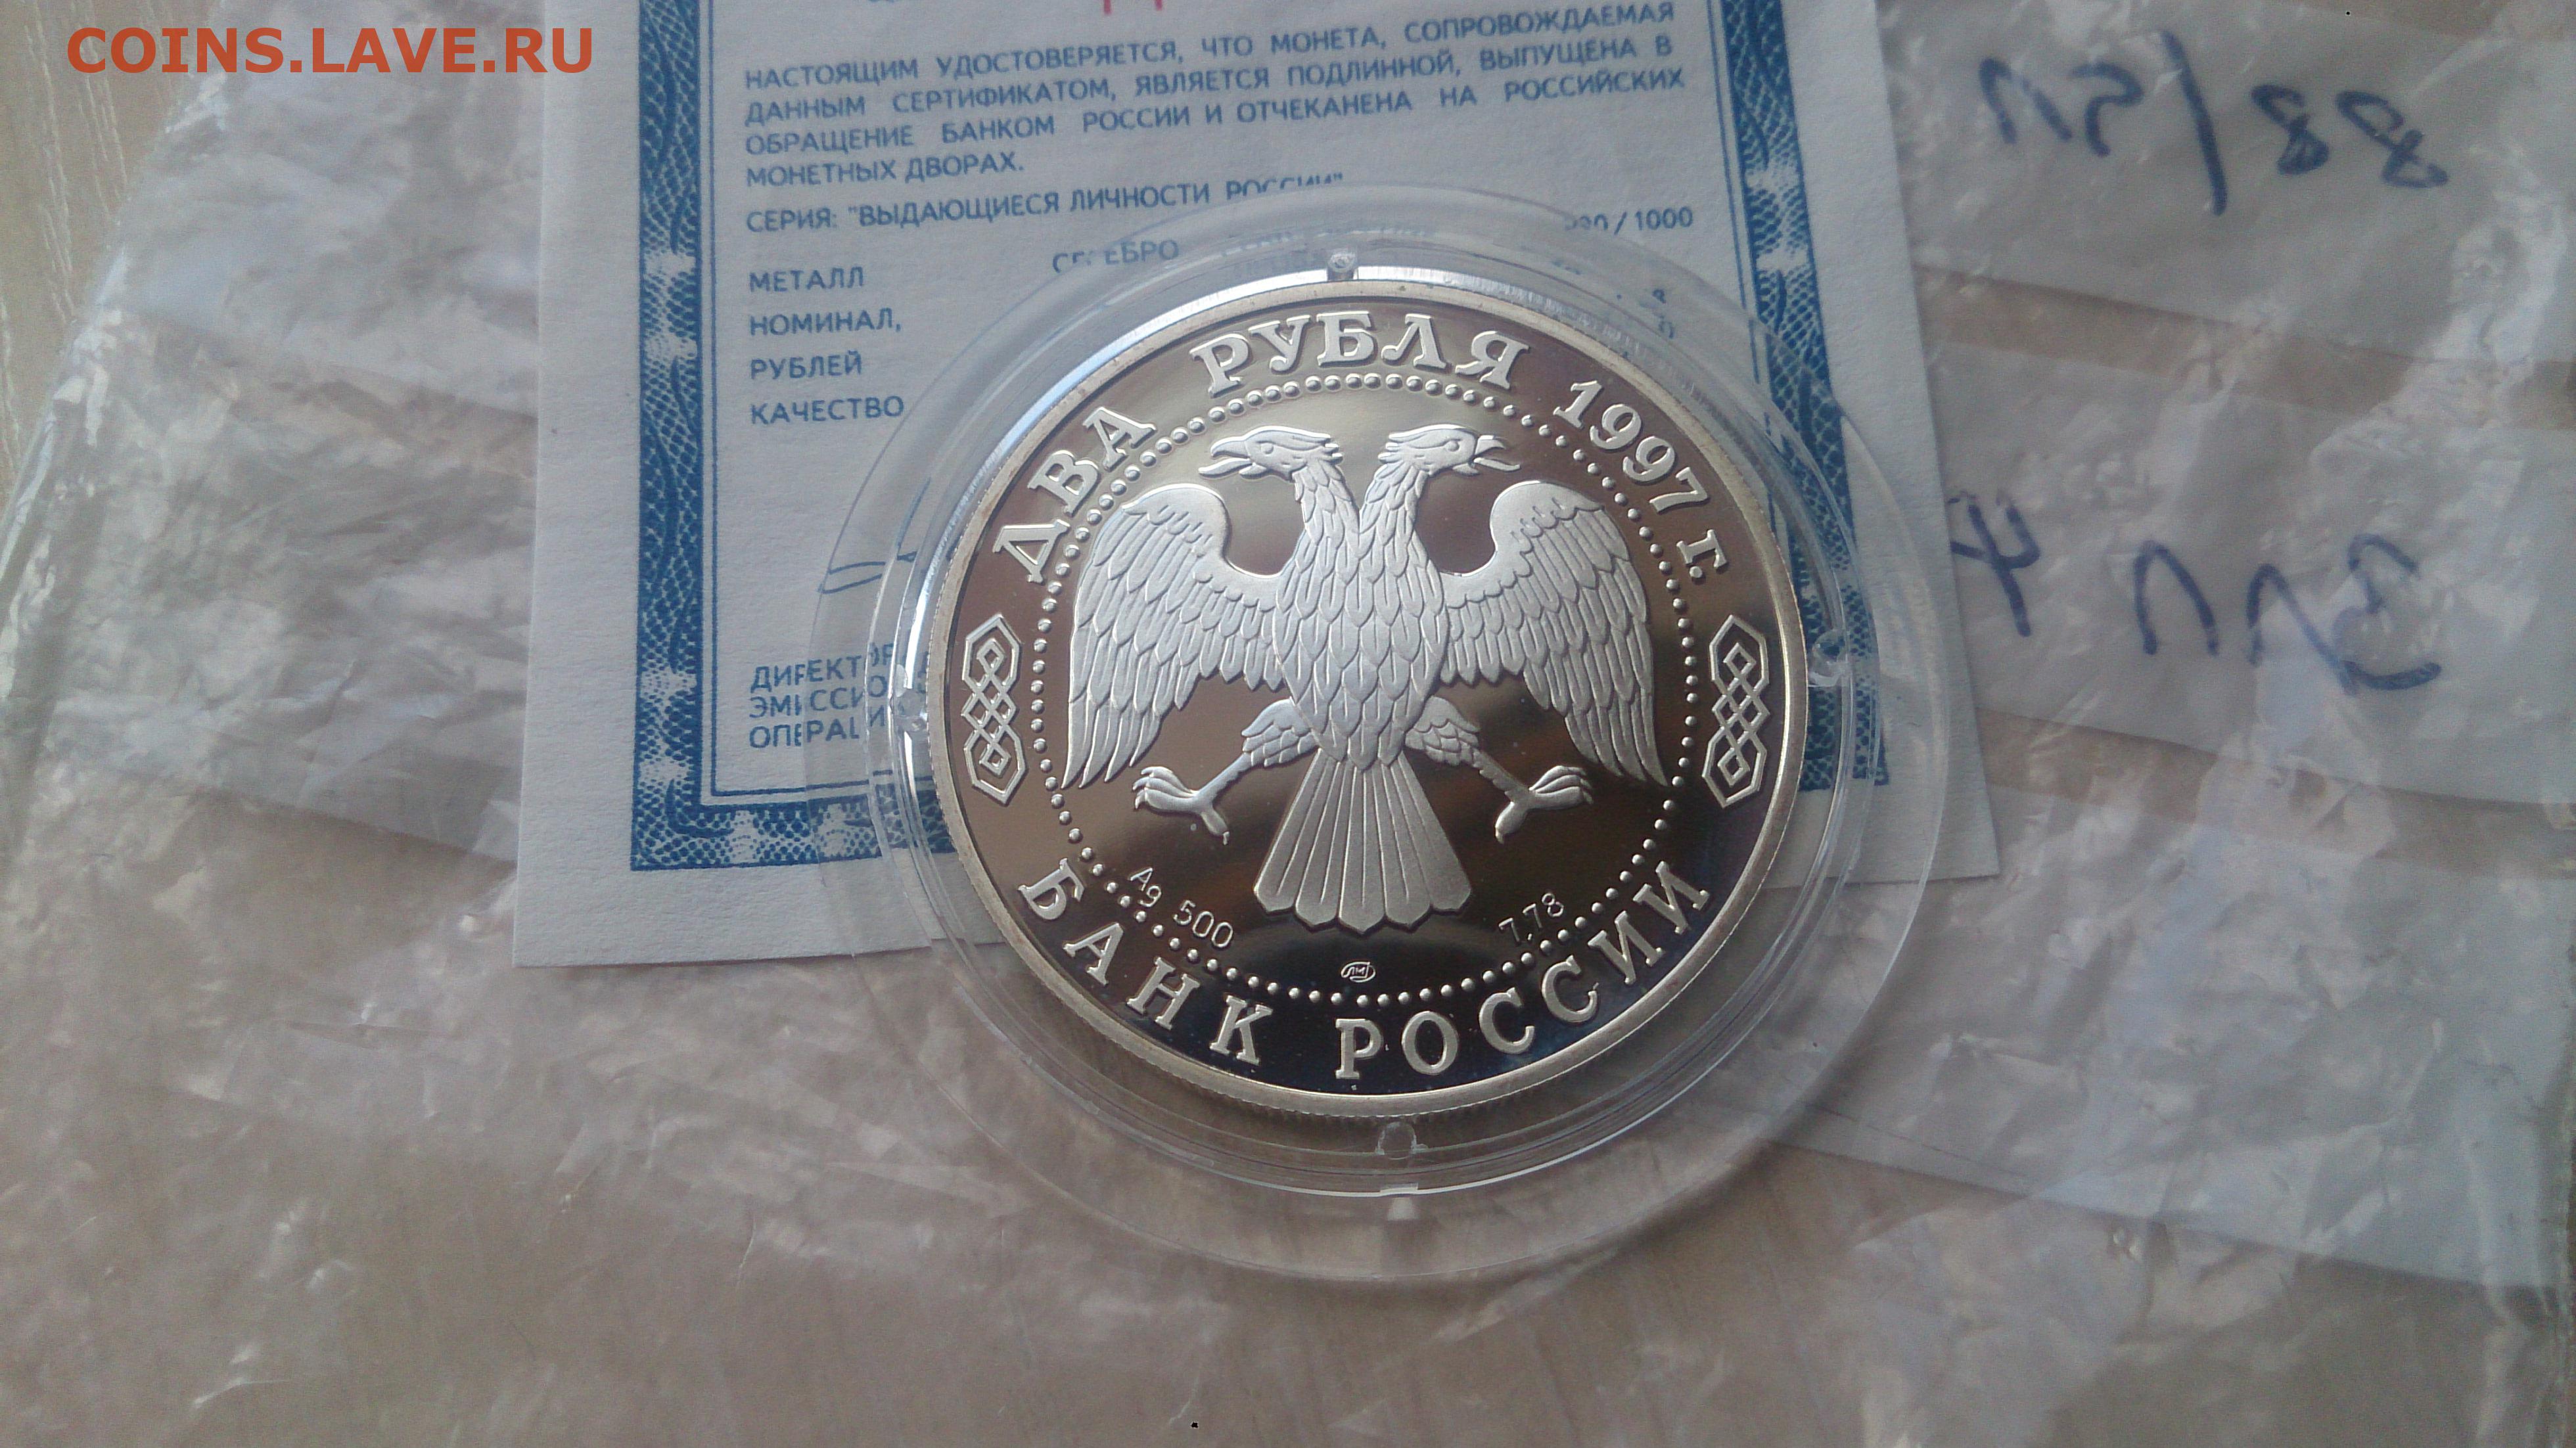 COINS.LAVE.RU
НАСТОЯЩИМ УДОСТОВЕРЯЕТСЯ, ЧТО МОНЕТА, СОПРОВОЖДАЕМАЯ
ДАННЫМ СЕРТИФИКАТОМ, ЯВЛЯЕТСЯ ПОДЛИННОЙ, ВЫПУЩЕНА В
ОБРАЩЕНИЕ БАНКОМ РОССИИ И ОТЧЕКАНЕНА НА РОССИЙСКИХ
МОНЕТНЫХ ДВОРАХ.
СЕРИЯ: "ВЫДАЮЩИЕСЯ ЛИЧНОСТИ РОССИИ"
МЕТАЛЛ СЕРЕБРО / 1000
НОМИНАЛ,
РУБЛЕЙ
КАЧЕСТВО
ДВА РУБЛЯ 1997 г.
Ag 500 7,78
ЛМД
БАНК РОССИИ